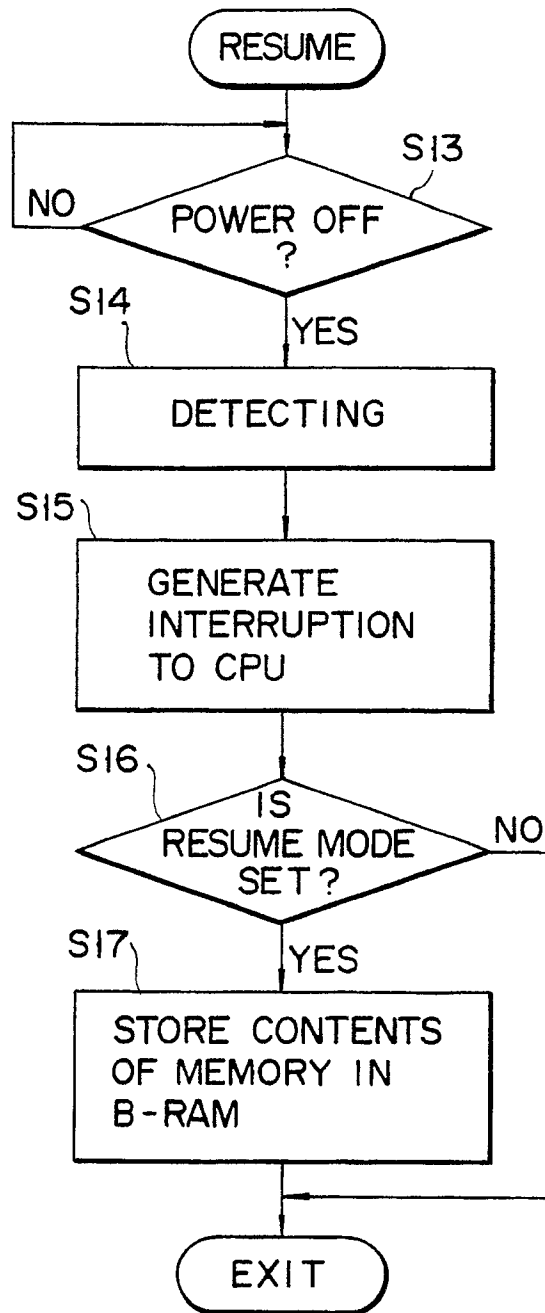 RESUME
S13
NO
POWER OFF
?
S14
YES
DETECTING
S15
GENERATE
INTERRUPTION
TO CPU
S16
IS
RESUME MODE
SET?
NO
S17
YES
STORE CONTENTS
OF MEMORY IN
B-RAM
EXIT